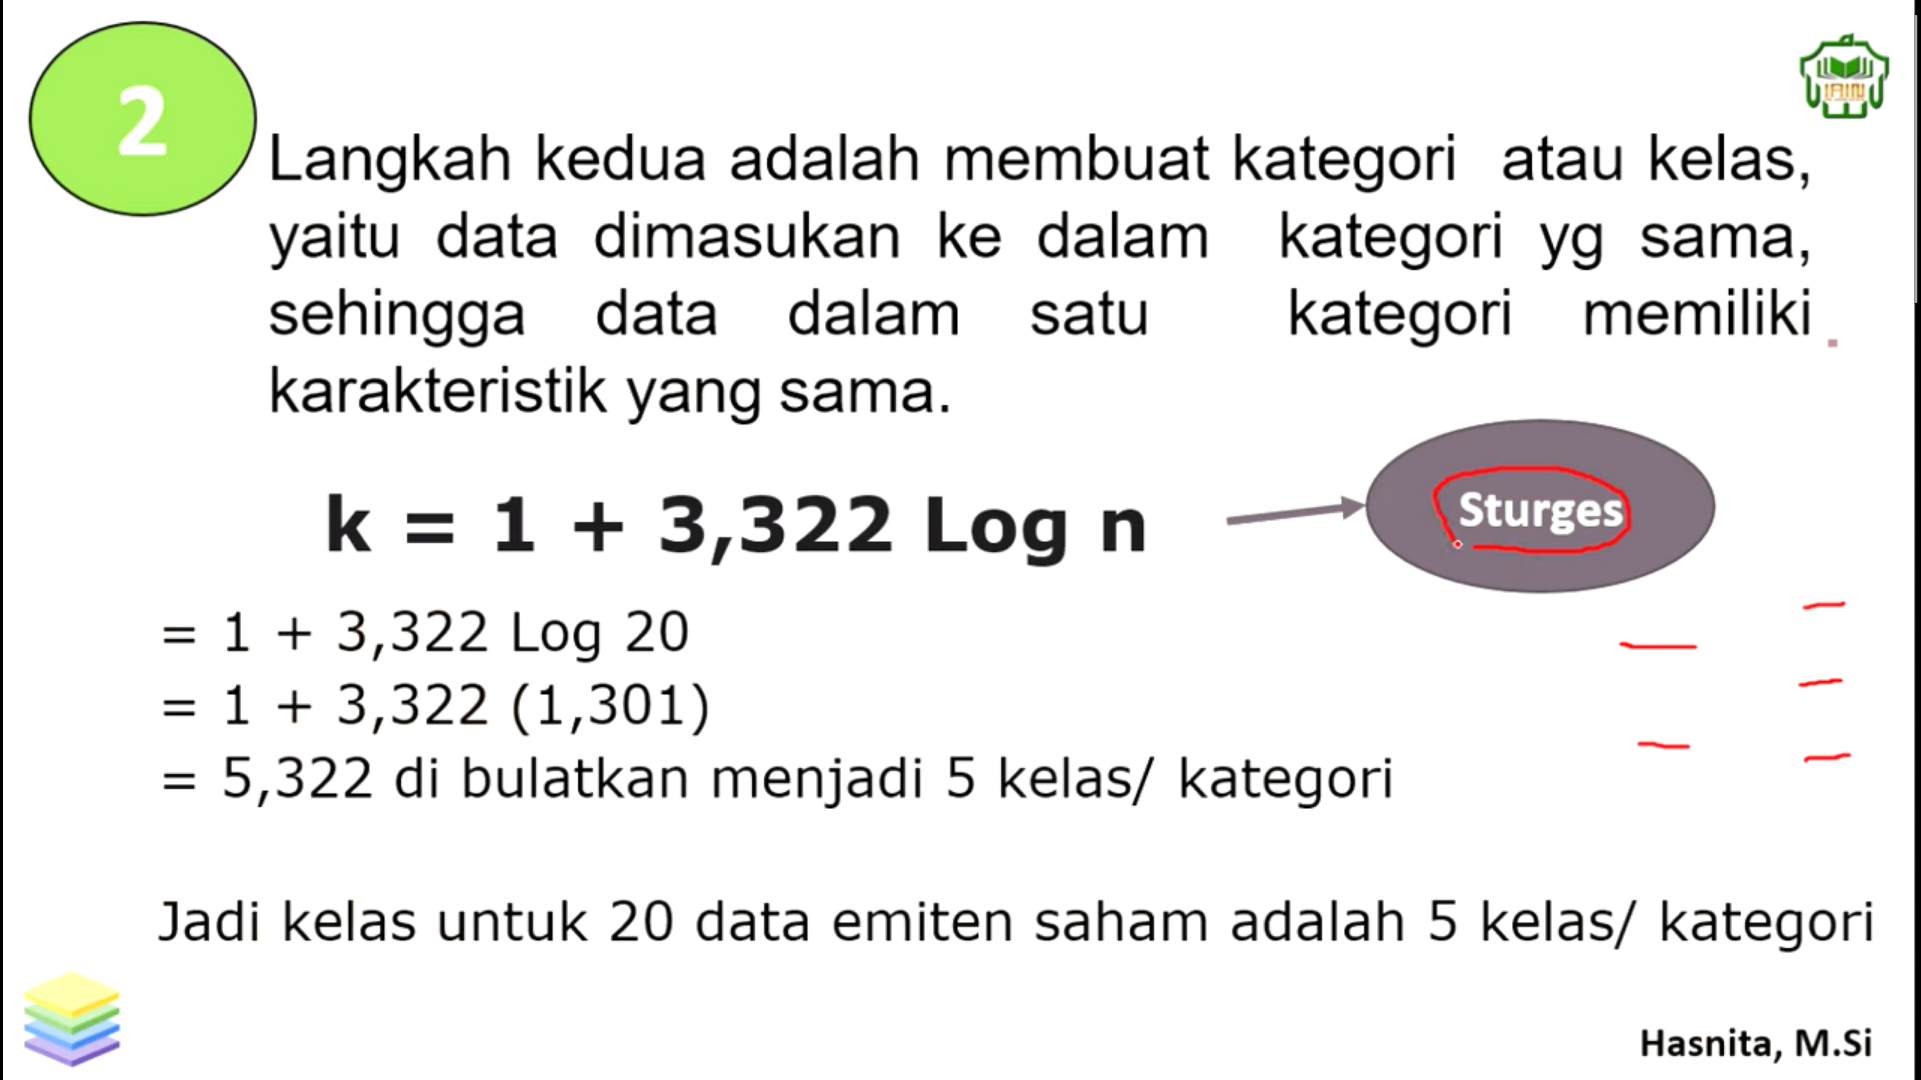 2
Langkah kedua adalah membuat kategori atau kelas,
yaitu data dimasukan ke dalam kategori yg sama,
sehingga data dalam satu kategori memiliki
karakteristik yang sama.
k = 1 + 3,322 Log n
Sturges
= 1 + 3,322 Log 20
= 1 + 3,322 (1,301)
= 5,322 di bulatkan menjadi 5 kelas/ kategori
Jadi kelas untuk 20 data emiten saham adalah 5 kelas/ kategori
Hasnita, M.Si
IAIN